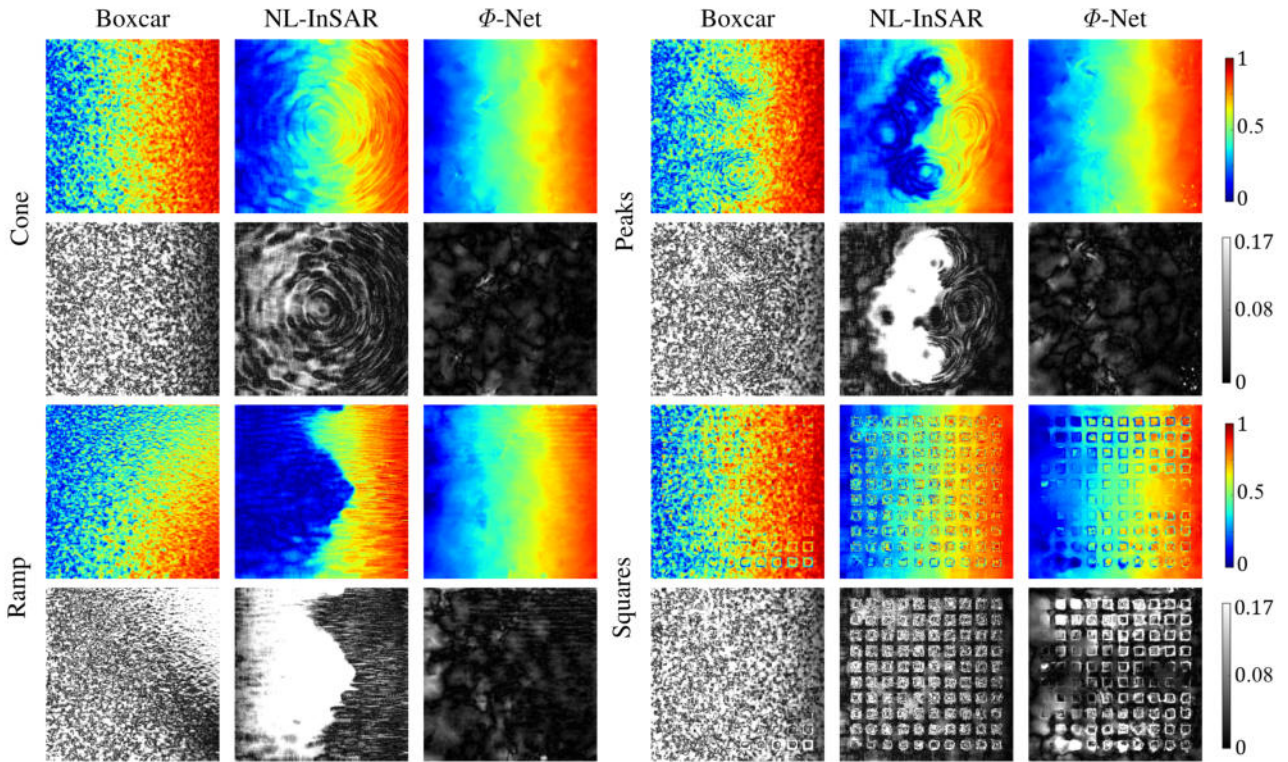 Boxcar NL-InSAR Φ-Net Boxcar NL-InSAR Φ-Net
Cone
Peaks
1
0.5
0
0.17
0.08
0
Ramp
Squares
1
0.5
0
0.17
0.08
0